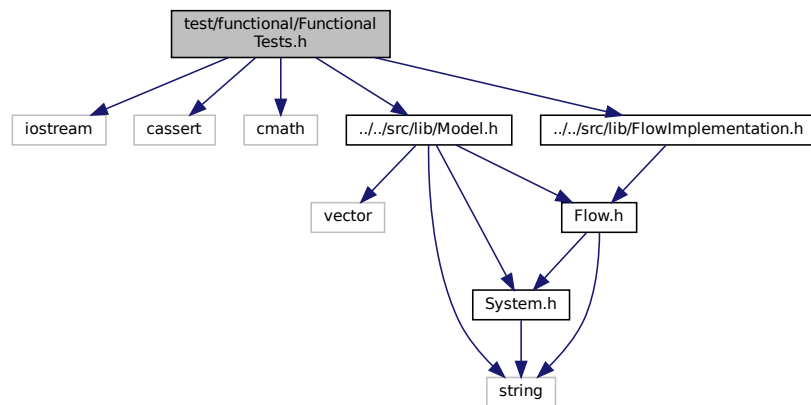 test/functional/Functional
Tests.h
iostream
cassert
cmath
../../src/lib/Model.h
../../src/lib/FlowImplementation.h
vector
Flow.h
System.h
string